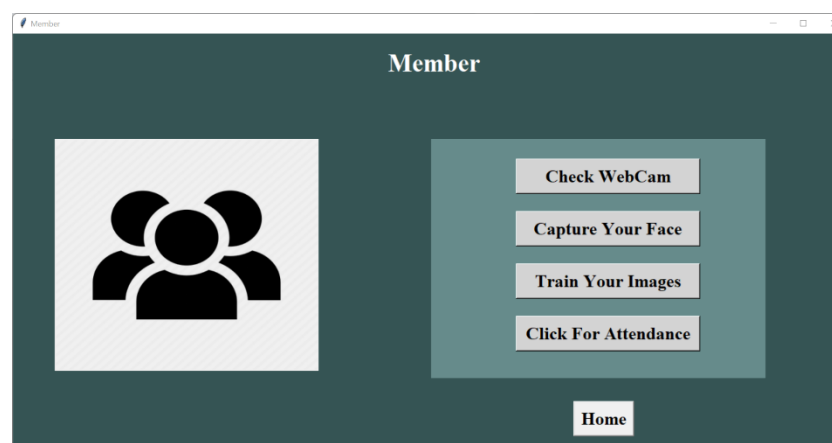 Member
Member
Check WebCam
Capture Your Face
Train Your Images
Click For Attendance
Home